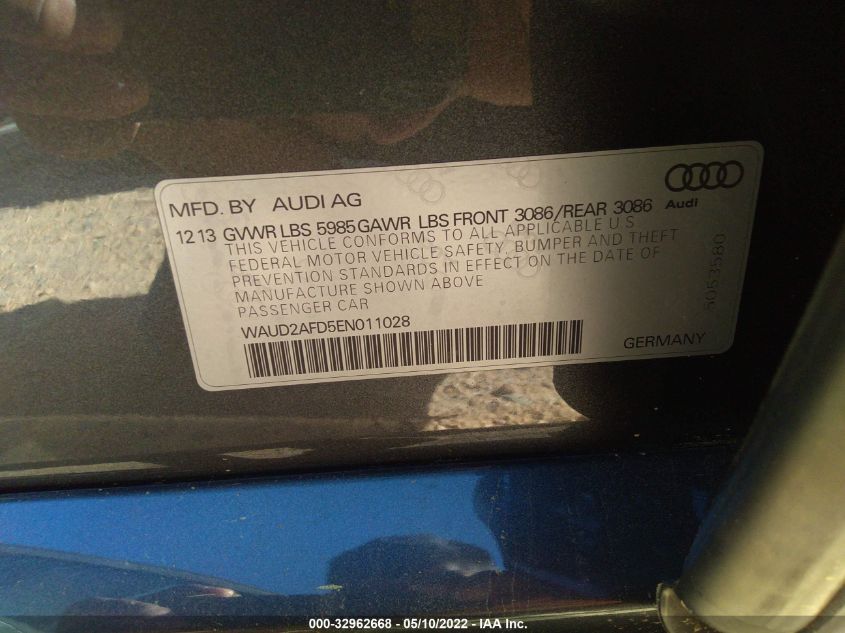 MFD. BY AUDI AG
Audi
12 13 GVWR LBS 5985 GAWR LBS FRONT 3086/REAR 3086
THIS VEHICLE CONFORMS TO ALL APPLICABLE U.S
FEDERAL MOTOR VEHICLE SAFETY, BUMPER AND THEFT
PREVENTION STANDARDS IN EFFECT ON THE DATE OF
MANUFACTURE SHOWN ABOVE
PASSENGER CAR
WAUD2AFD5EN011028
GERMANY
5053580
000-32962668 - 05/10/2022 - IAA Inc.